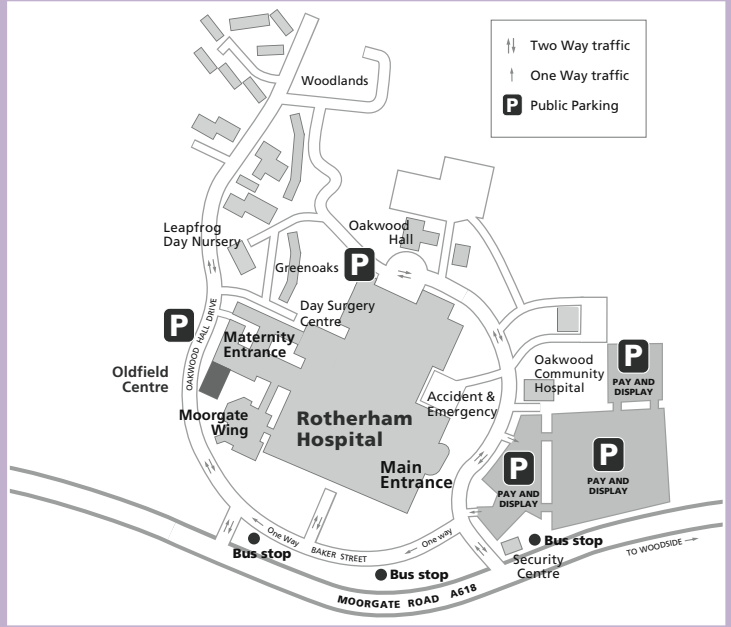 Two Way traffic
One Way traffic
P
Public Parking
Woodlands
Leapfrog
Day Nursery
Oakwood
Hall
Greenoaks
P
Day Surgery
Centre
P
OAKWOOD HALL DRIVE
Maternity
Entrance
Oldfield
Centre
Oakwood
Community
Hospital
P
PAY AND
DISPLAY
Accident &
Emergency
Moorgate
Wing
Rotherham
Hospital
Main
Entrance
P
PAY AND
DISPLAY
P
PAY AND
DISPLAY
One Way
BAKER STREET
One way
Bus stop
Bus stop
Bus stop
Security
Centre
TO WOODSIDE
MOORGATE ROAD A618